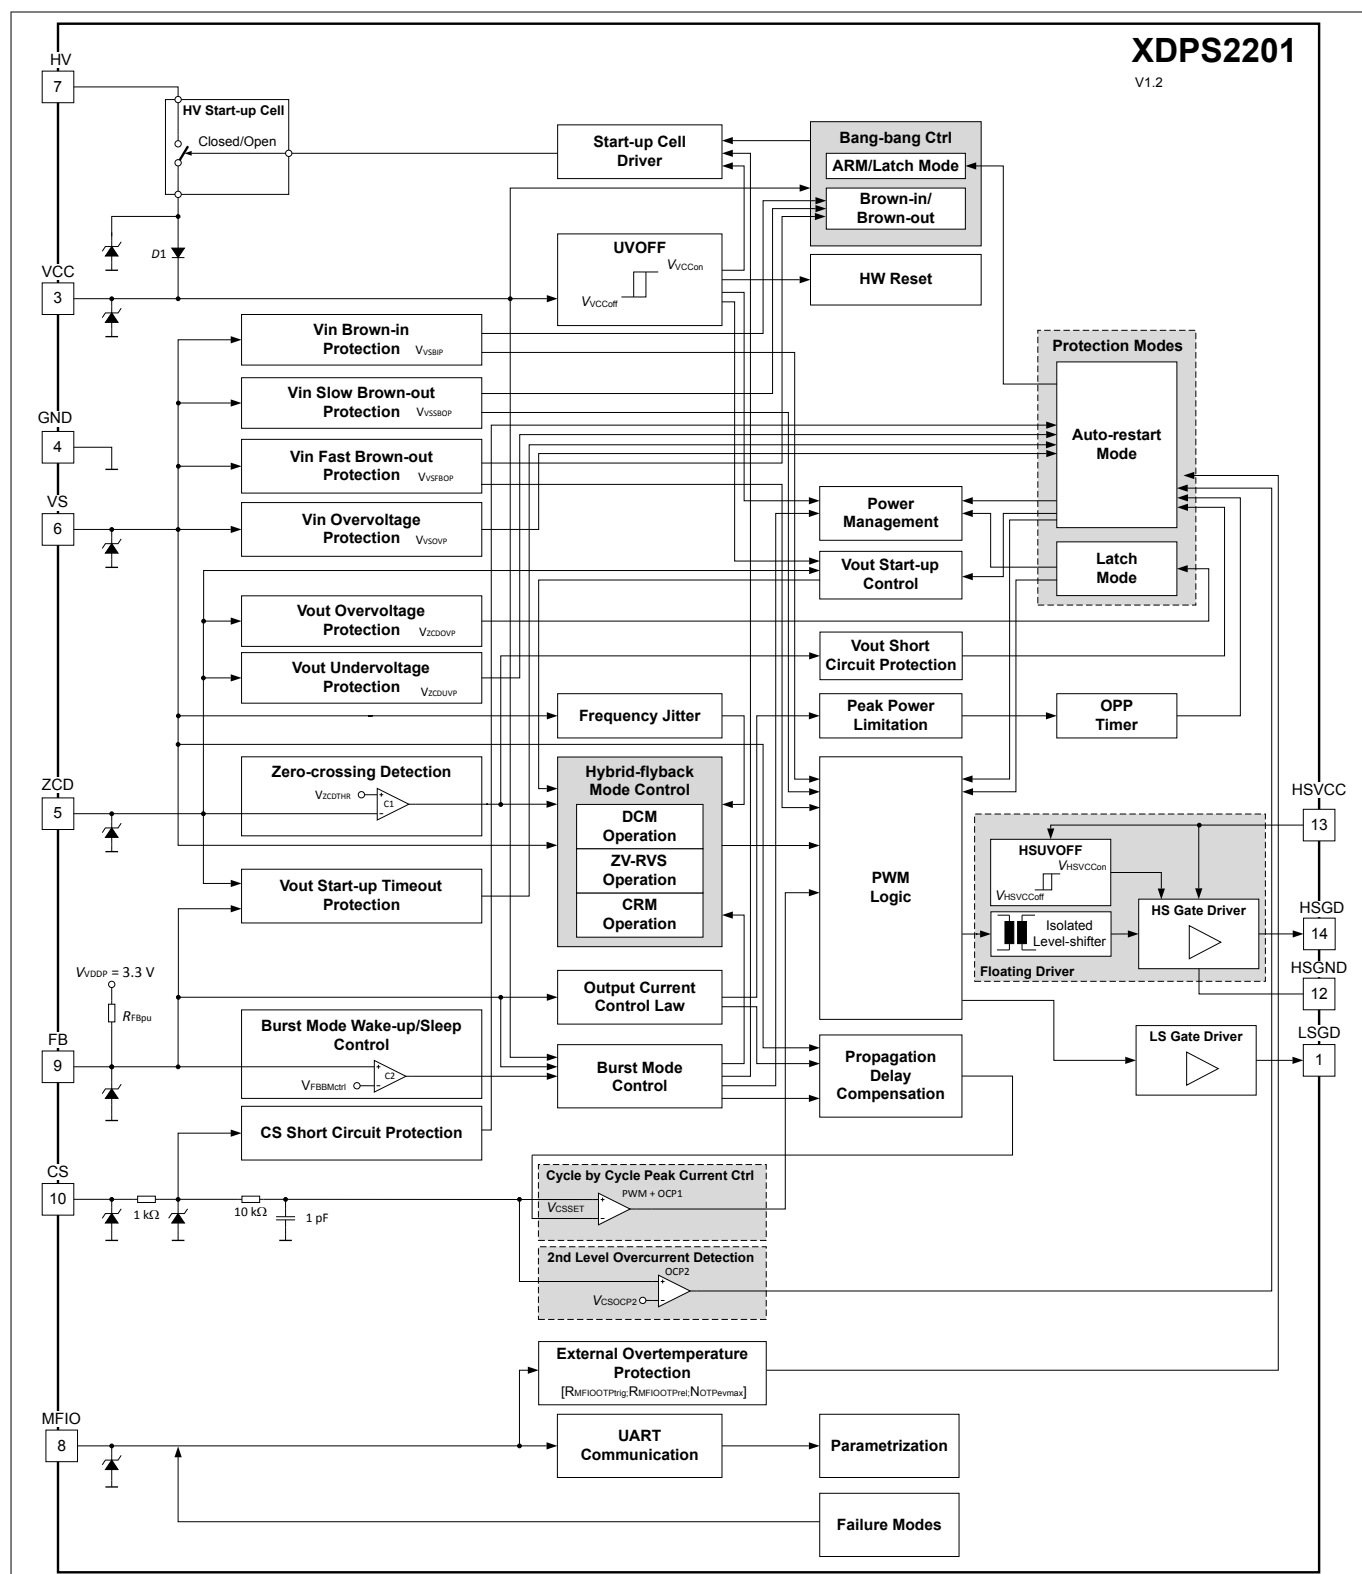 XDPS2201
V1.2
HV
7
HV Start-up Cell
Closed/Open
Start-up Cell
Driver
Bang-bang Ctrl
ARM/Latch Mode
Brown-in/
Brown-out
D1
UVOFF
VVCCon
VVCCoff
HW Reset
VCC
3
Vin Brown-in
Protection VVSBIP
Protection Modes
Vin Slow Brown-out
Protection VVSSBOP
GND
4
Auto-restart
Mode
Vin Fast Brown-out
Protection VVSFBOP
VS
6
Vin Overvoltage
Protection VVSOVP
Power
Management
Latch
Mode
Vout Start-up
Control
Vout Overvoltage
Protection VZCDOVP
Vout Short
Circuit Protection
Vout Undervoltage
Protection VZCDUVP
Frequency Jitter
Peak Power
Limitation
OPP
Timer
ZCD
5
Zero-crossing Detection
VZCDTHR
+
−
C1
Hybrid-flyback
Mode Control
DCM
Operation
ZV-RVS
Operation
CRM
Operation
PWM
Logic
HSVCC
13
HSUVOFF
VHSVCCon
VHSVCCoff
Vout Start-up Timeout
Protection
HS Gate Driver
Isolated
Level-shifter
Floating Driver
HSGD
14
HSGND
12
VVDDP = 3.3 V
RFBpu
Output Current
Control Law
FB
9
Burst Mode Wake-up/Sleep
Control
VFBBMctrl
+
−
C2
Burst Mode
Control
Propagation
Delay
Compensation
LS Gate Driver
LSGD
1
CS Short Circuit Protection
CS
10
1 kΩ
10 kΩ
1 pF
Cycle by Cycle Peak Current Ctrl
PWM + OCP1
VCSSET
+
−
2nd Level Overcurrent Detection
OCP2
VCSOCP2
+
−
External Overtemperature
Protection
[RMFIOOTPtrig;RMFIOOTPrel;NOTPevmax]
MFIO
8
UART
Communication
Parametrization
Failure Modes